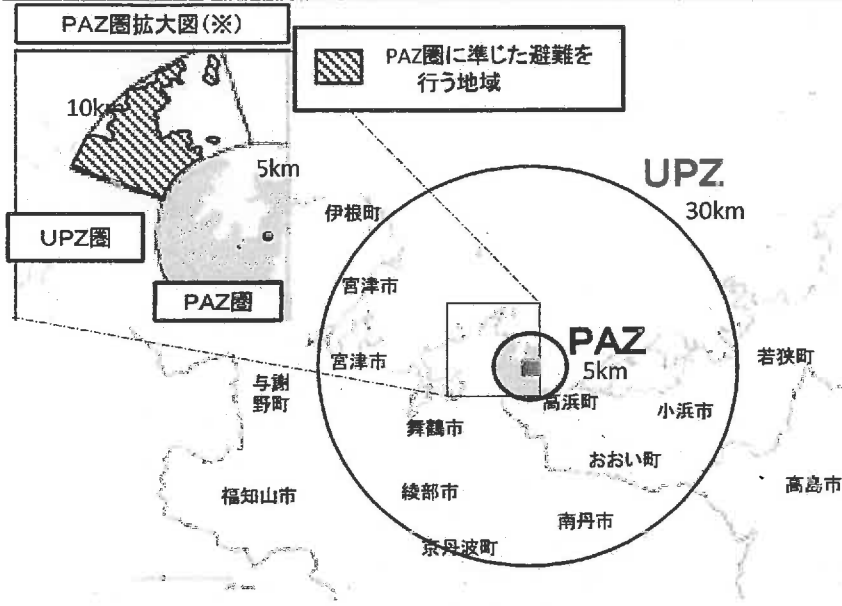 PAZ圏拡大図(※)
PAZ圏に準じた避難を
行う地域
10km
5km
UPZ圏
PAZ圏
UPZ
30km
伊根町
宮津市
宮津市
PAZ
5km
若狭町
与謝
野町
高浜町
小浜市
舞鶴市
おおい町
福知山市
綾部市
高島市
南丹市
京丹波町